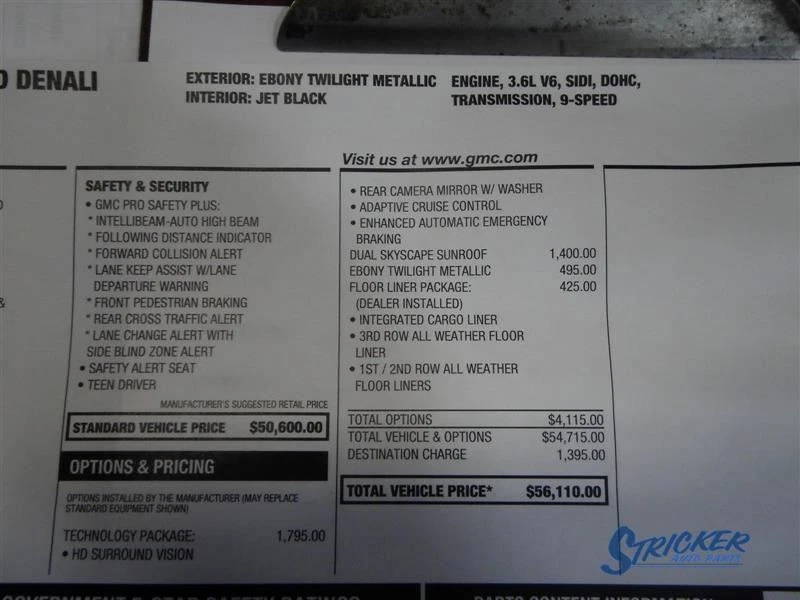 DENALI
EXTERIOR: EBONY TWILIGHT METALLIC
INTERIOR: JET BLACK
ENGINE, 3.6L V6, SIDI, DOHC,
TRANSMISSION, 9-SPEED
Visit us at www.gmc.com
SAFETY & SECURITY
• GMC PRO SAFETY PLUS:
* INTELLIBEAM-AUTO HIGH BEAM
* FOLLOWING DISTANCE INDICATOR
* FORWARD COLLISION ALERT
* LANE KEEP ASSIST W/LANE
DEPARTURE WARNING
* FRONT PEDESTRIAN BRAKING
* REAR CROSS TRAFFIC ALERT
* LANE CHANGE ALERT WITH
SIDE BLIND ZONE ALERT
• SAFETY ALERT SEAT
• TEEN DRIVER
MANUFACTURER'S SUGGESTED RETAIL PRICE
STANDARD VEHICLE PRICE $50,600.00
OPTIONS & PRICING
OPTIONS INSTALLED BY THE MANUFACTURER (MAY REPLACE
STANDARD EQUIPMENT SHOWN)
TECHNOLOGY PACKAGE: 1,795.00
• HD SURROUND VISION
• REAR CAMERA MIRROR W/ WASHER
• ADAPTIVE CRUISE CONTROL
• ENHANCED AUTOMATIC EMERGENCY
BRAKING
DUAL SKYSCAPE SUNROOF 1,400.00
EBONY TWILIGHT METALLIC 495.00
FLOOR LINER PACKAGE: 425.00
(DEALER INSTALLED)
• INTEGRATED CARGO LINER
• 3RD ROW ALL WEATHER FLOOR
LINER
• 1ST / 2ND ROW ALL WEATHER
FLOOR LINERS
TOTAL OPTIONS $4,115.00
TOTAL VEHICLE & OPTIONS $54,715.00
DESTINATION CHARGE 1,395.00
TOTAL VEHICLE PRICE* $56,110.00
&
STRICKER
AUTO PARTS
GOVERNMENT 5-STAR SAFETY RATINGS
PARTS CONTENT INFORMATION